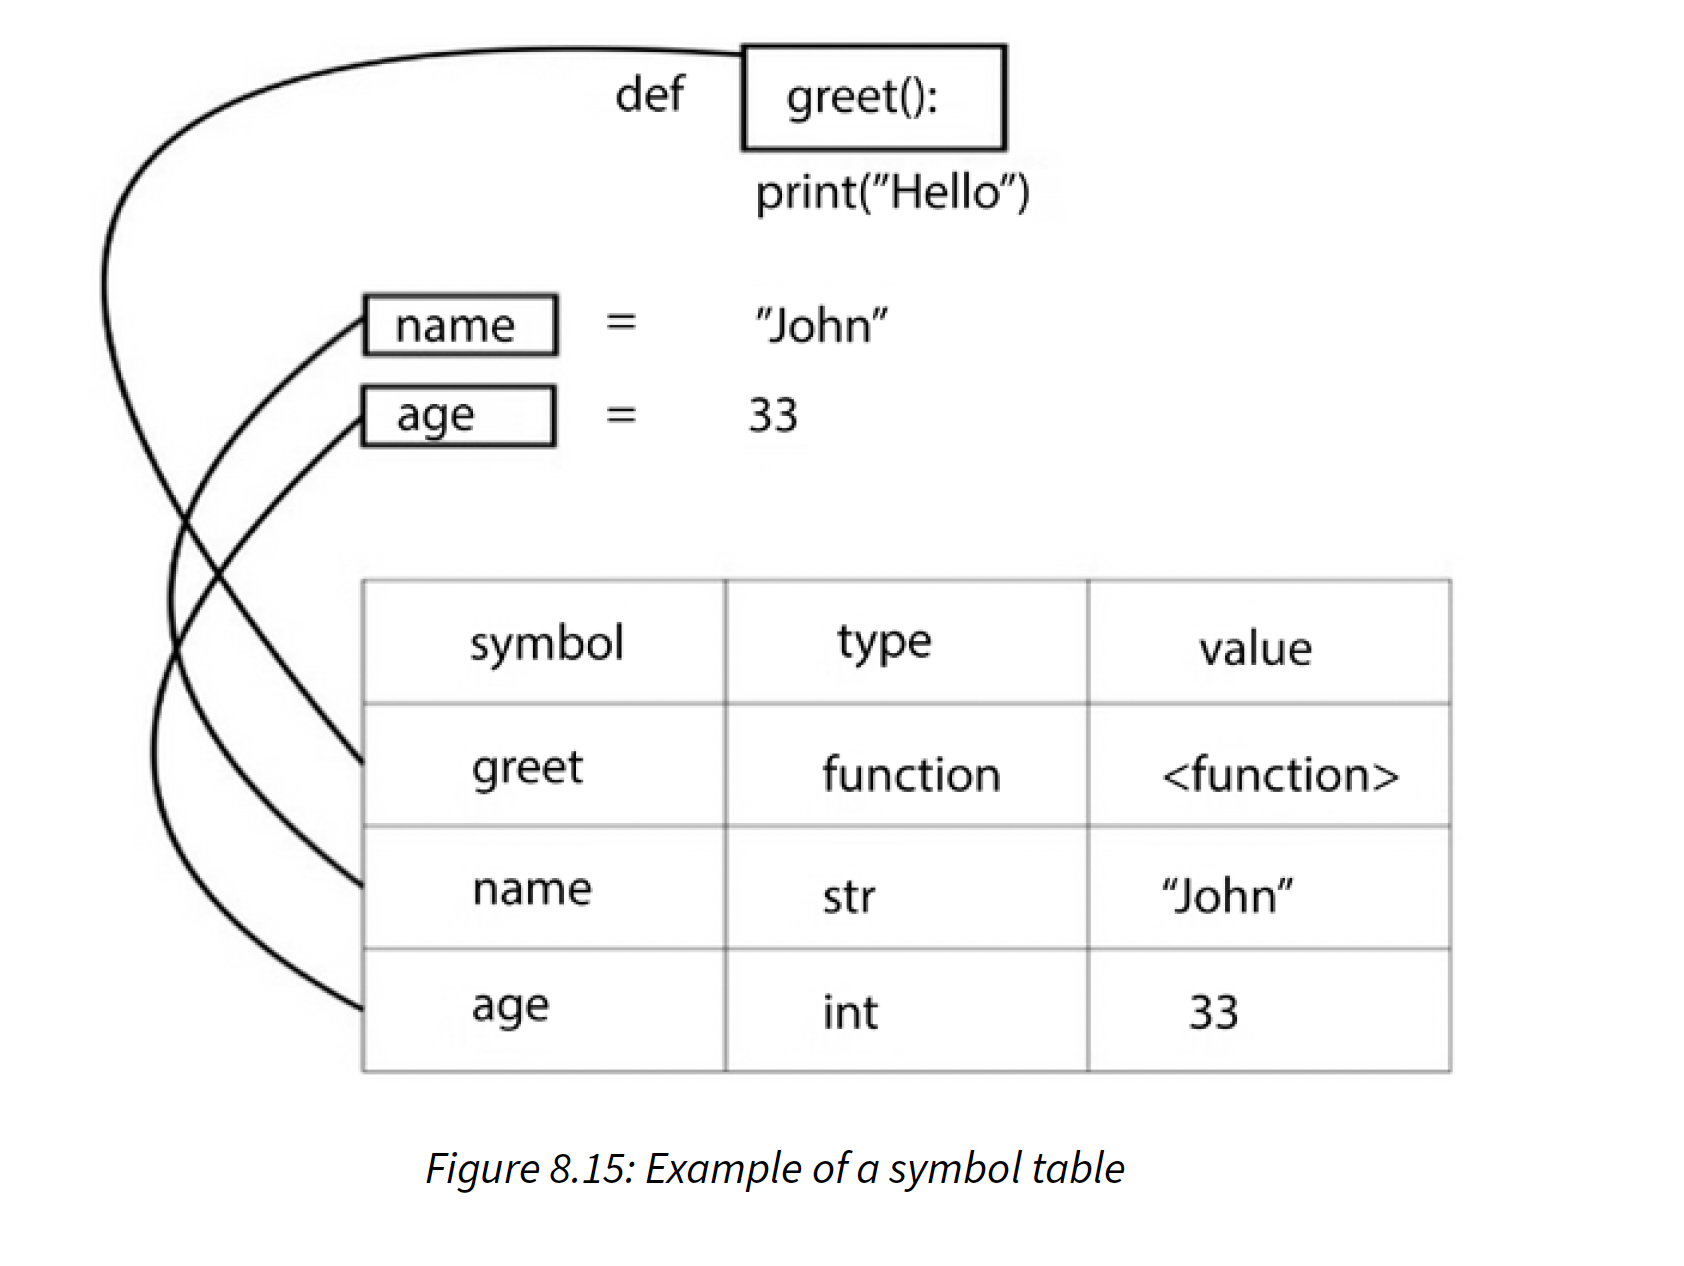 def greet():
print("Hello")
name = "John"
age = 33
symbol type value
greet function <function>
name str “John”
age int 33
Figure 8.15: Example of a symbol table